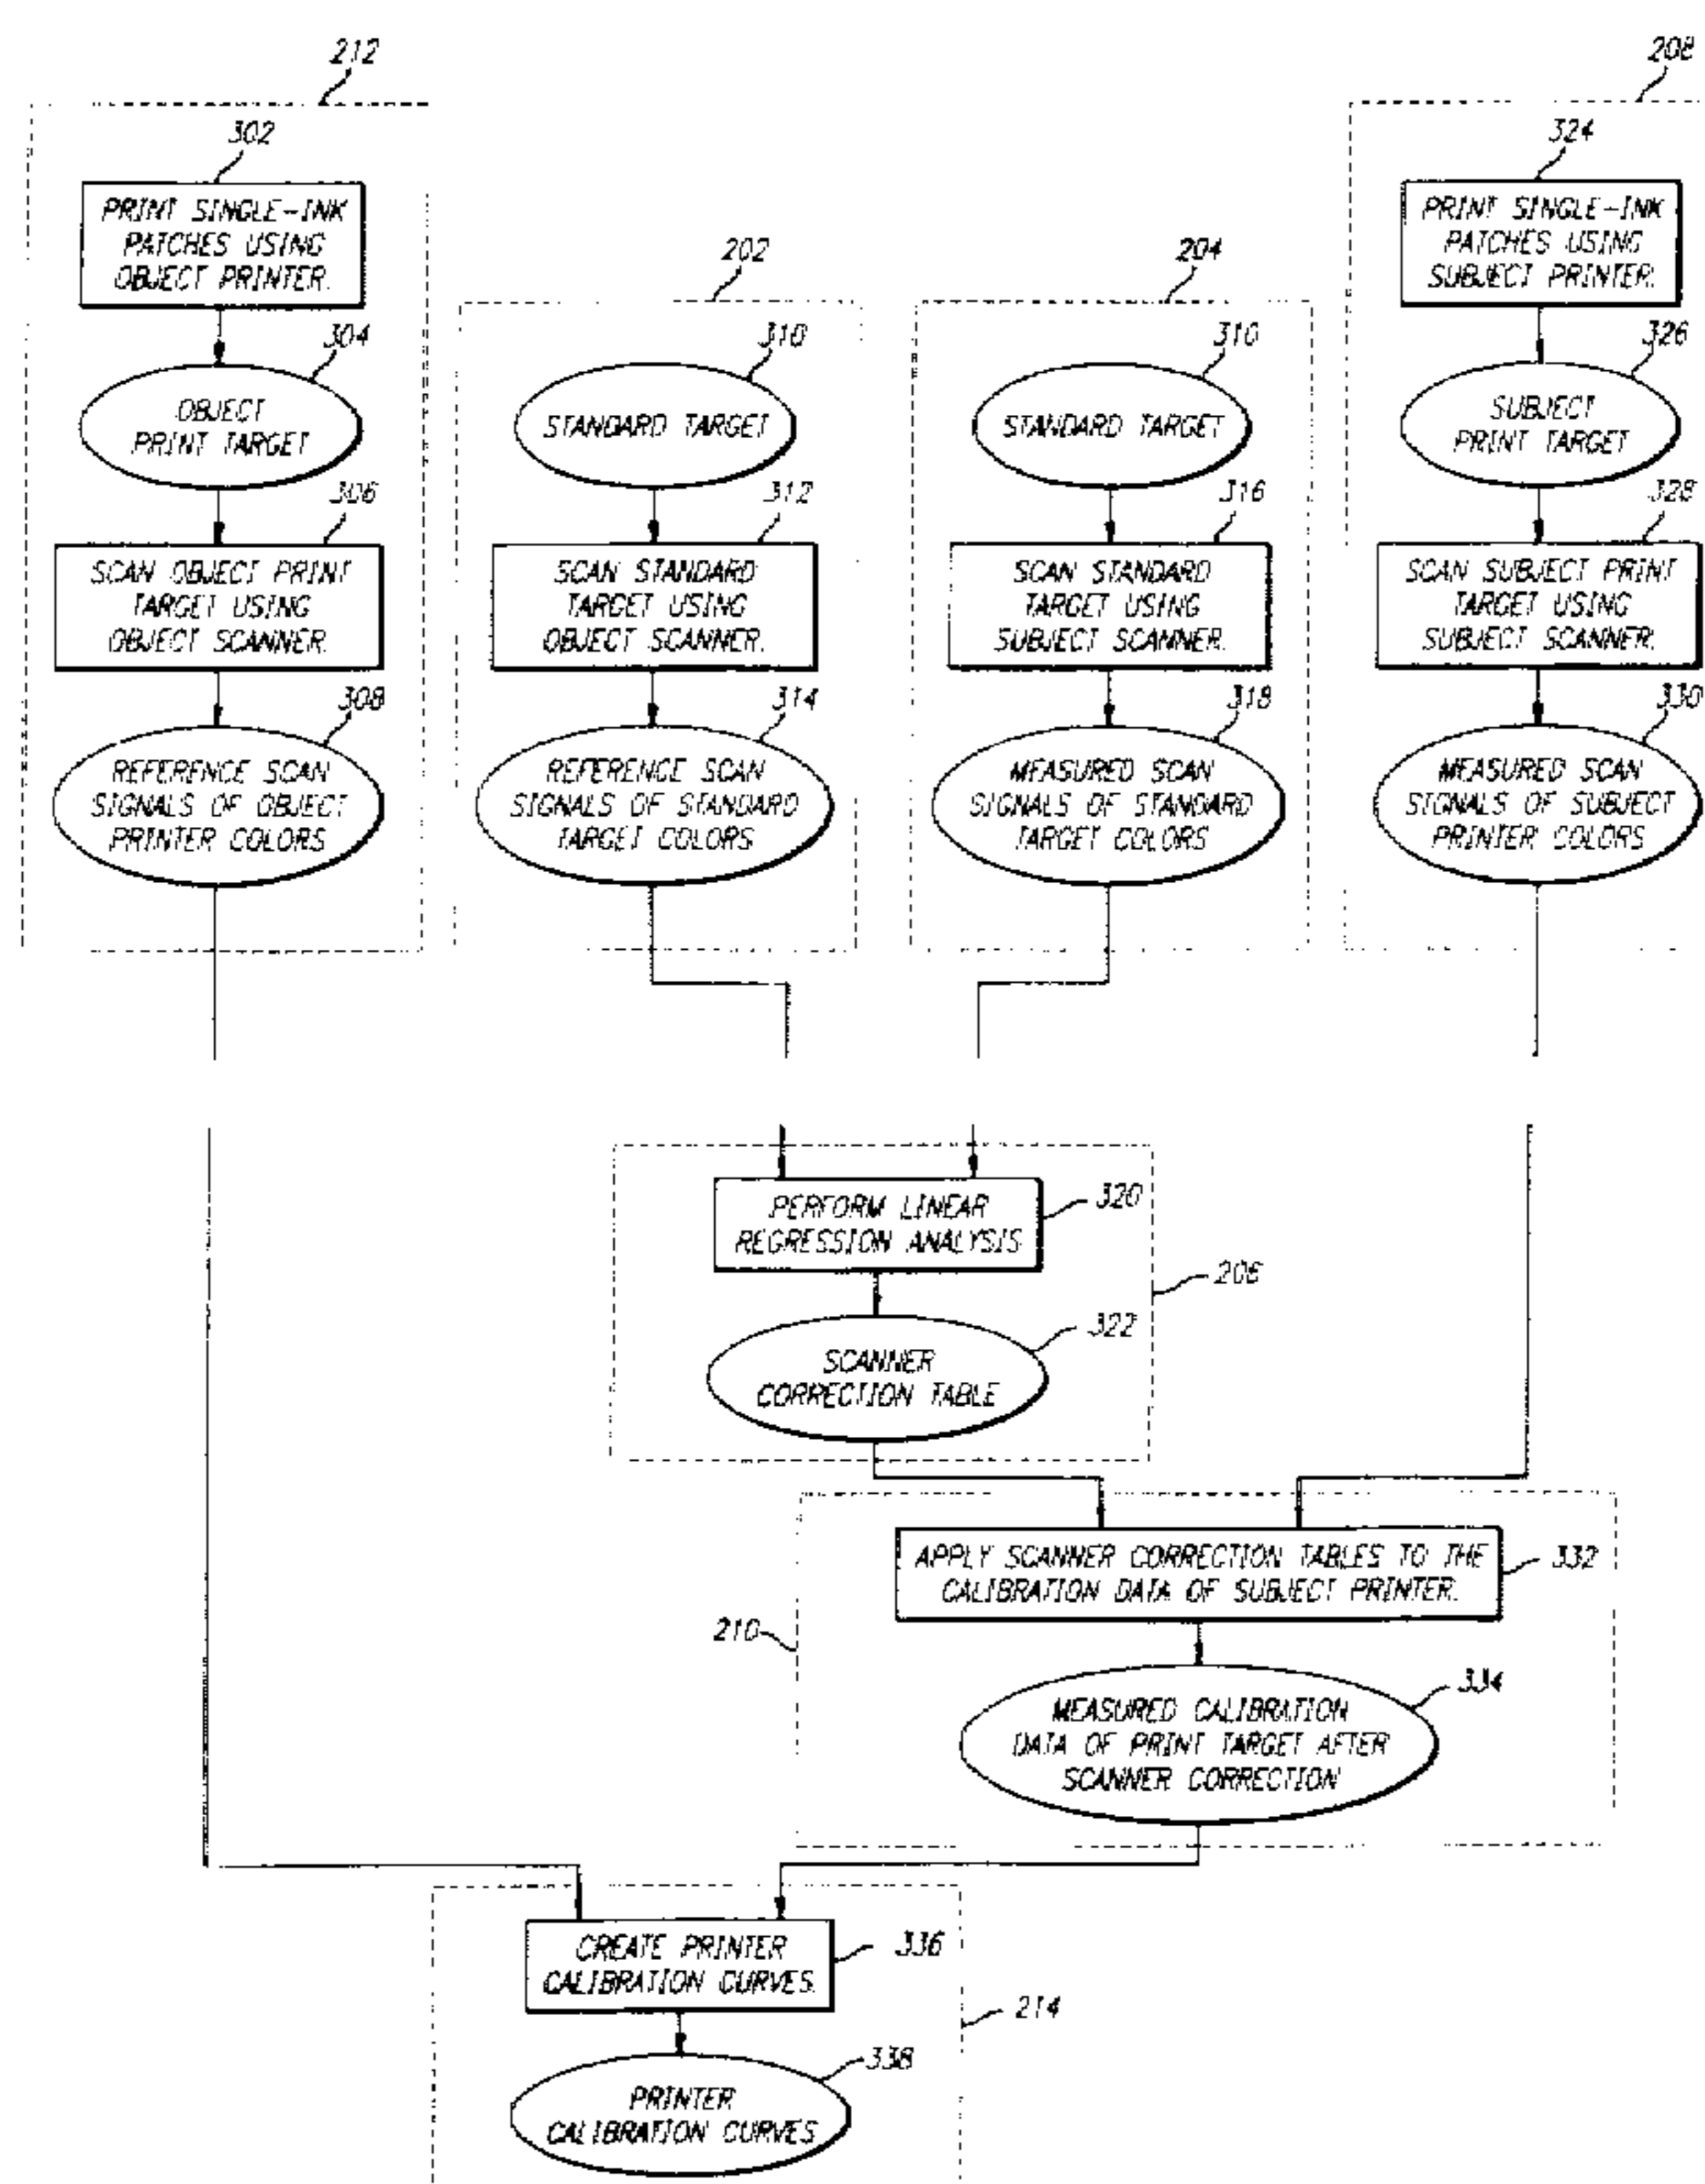 212
302
PRINT SINGLE-INK
PATCHES USING
OBJECT PRINTER.
304
OBJECT
PRINT TARGET
306
SCAN OBJECT PRINT
TARGET USING
OBJECT SCANNER.
308
REFERENCE SCAN
SIGNALS OF OBJECT
PRINTER COLORS
202
310
STANDARD TARGET
312
SCAN STANDARD
TARGET USING
OBJECT SCANNER.
314
REFERENCE SCAN
SIGNALS OF STANDARD
TARGET COLORS
204
310
STANDARD TARGET
316
SCAN STANDARD
TARGET USING
SUBJECT SCANNER.
318
MEASURED SCAN
SIGNALS OF STANDARD
TARGET COLORS
208
324
PRINT SINGLE-INK
PATCHES USING
SUBJECT PRINTER.
326
SUBJECT
PRINT TARGET
328
SCAN SUBJECT PRINT
TARGET USING
SUBJECT SCANNER.
330
MEASURED SCAN
SIGNALS OF SUBJECT
PRINTER COLORS
PERFORM LINEAR
REGRESSION ANALYSIS
320
206
322
SCANNER
CORRECTION TABLE
APPLY SCANNER CORRECTION TABLES TO THE
CALIBRATION DATA OF SUBJECT PRINTER.
332
210
334
MEASURED CALIBRATION
DATA OF PRINT TARGET AFTER
SCANNER CORRECTION
CREATE PRINTER
CALIBRATION CURVES.
336
214
338
PRINTER
CALIBRATION CURVES